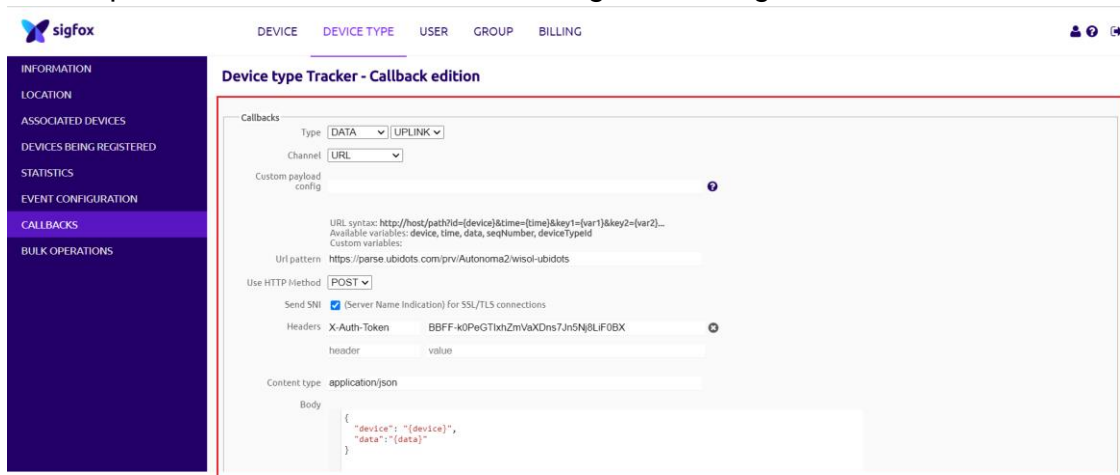 sigfox
DEVICE DEVICE TYPE USER GROUP BILLING
INFORMATION
LOCATION
ASSOCIATED DEVICES
DEVICES BEING REGISTERED
STATISTICS
EVENT CONFIGURATION
CALLBACKS
BULK OPERATIONS
Device type Tracker - Callback edition
Callbacks
Type DATA UPLINK
Channel URL
Custom payload
config
URL syntax: http://host/path?id={device}&time={time}&key1={var1}&key2={var2}...
Available variables: device, time, data, seqNumber, deviceTypeId
Custom variables:
Url pattern https://parse.ubidots.com/prv/Autonoma2/wisol-ubidots
Use HTTP Method POST
Send SNI (Server Name Indication) for SSL/TLS connections
Headers X-Auth-Token BBFF-k0PeGTIxhZmVaXDns7Jn5Nj8LiF0BX
header value
Content type application/json
Body
{
"device": "{device}",
"data":"{data}"
}